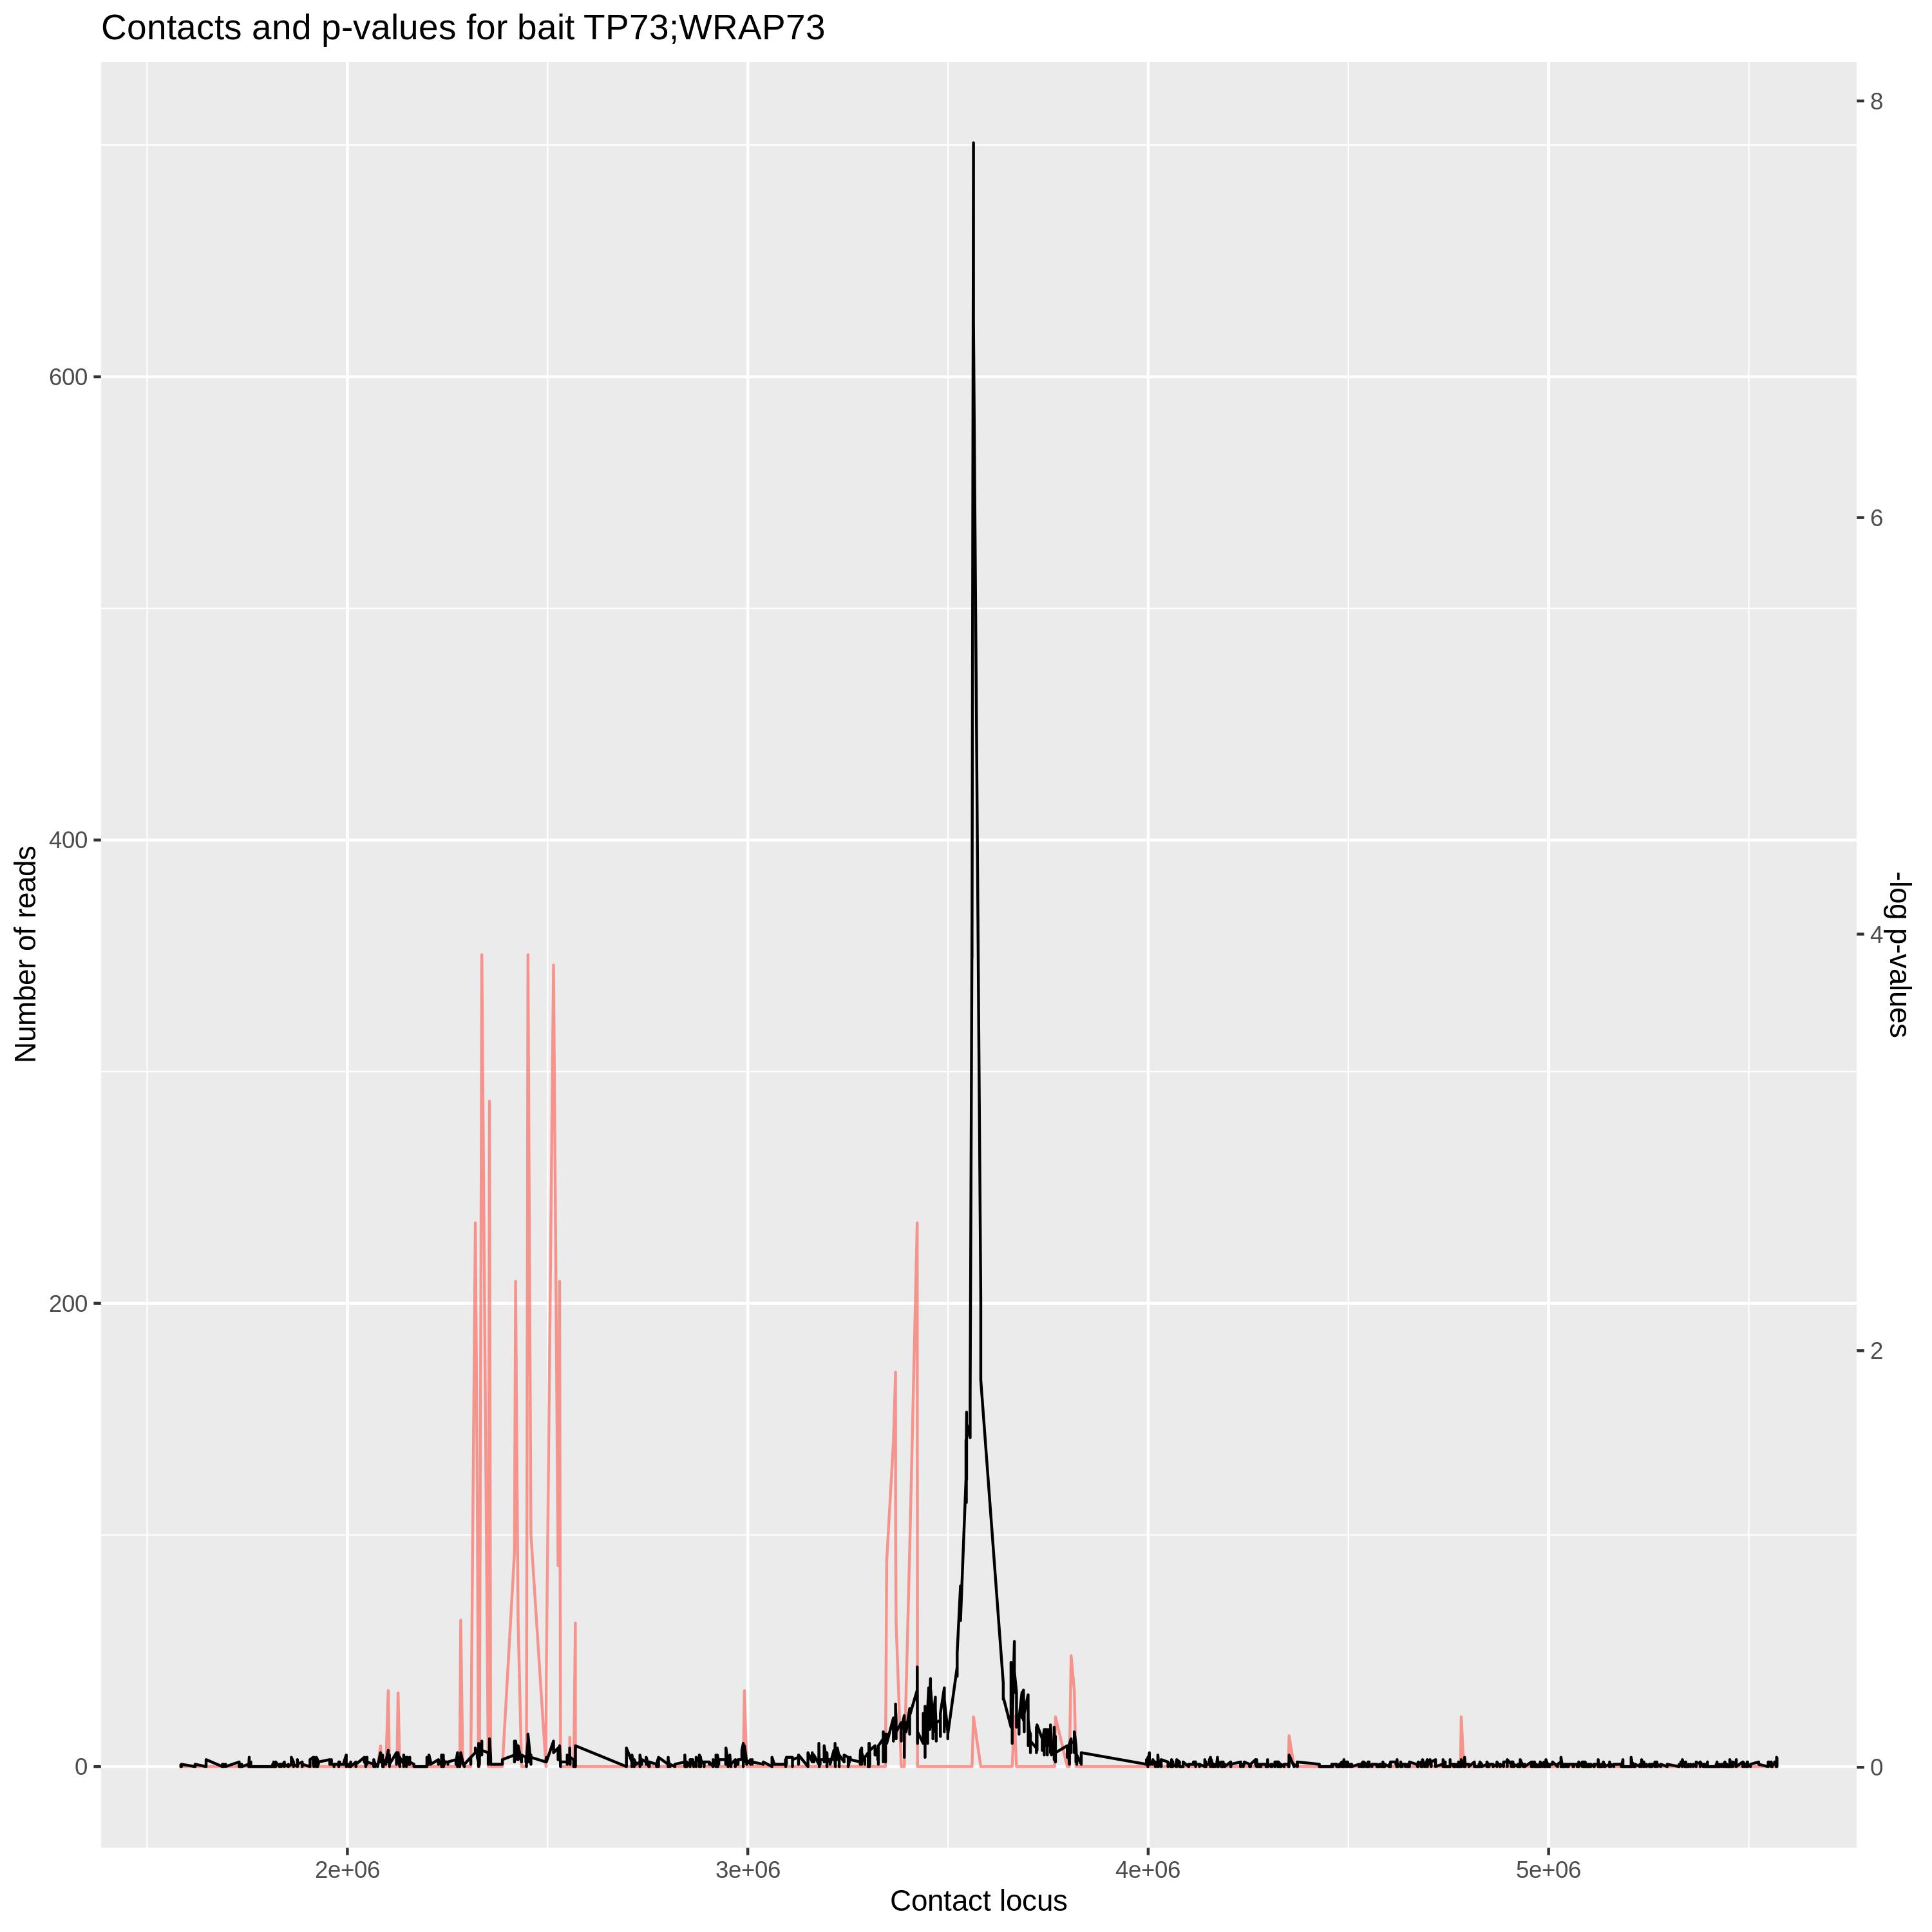 Contacts and p-values for bait TP73;WRAP73
8
600
6
400
4
Number of reads
-log p-values
200
2
0
0
2e+06
3e+06
4e+06
5e+06
Contact locus